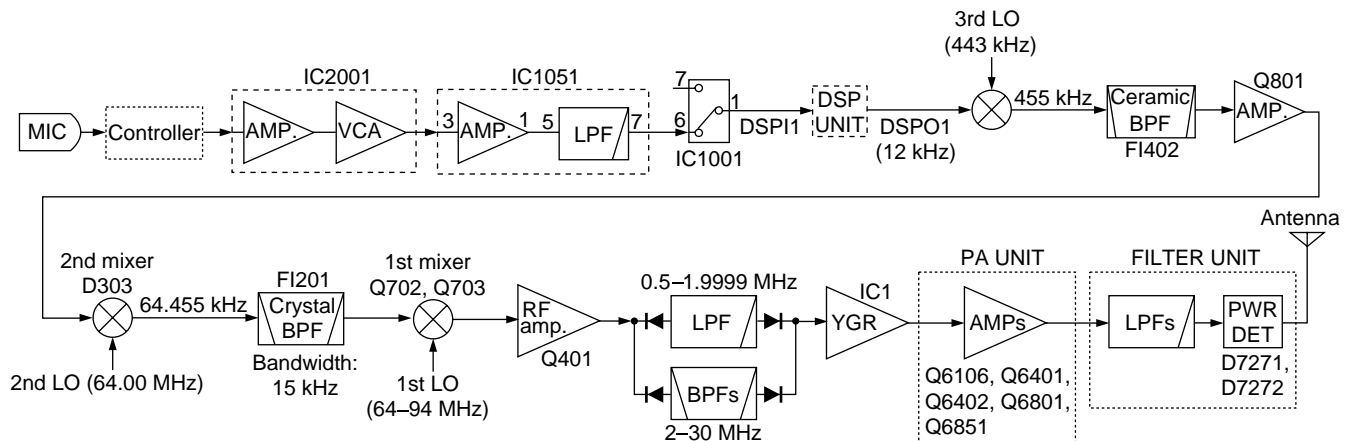 MIC
Controller
IC2001
AMP.
VCA
IC1051
3
AMP.
1
5
LPF
7
7
6
1
IC1001
DSPI1
DSP
UNIT
DSPO1
(12 kHz)
3rd LO
(443 kHz)
455 kHz
Ceramic
BPF
FI402
Q801
AMP.
2nd mixer
D303
64.455 kHz
2nd LO (64.00 MHz)
FI201
Crystal
BPF
Bandwidth:
15 kHz
1st mixer
Q702, Q703
1st LO
(64–94 MHz)
RF
amp.
Q401
0.5–1.9999 MHz
LPF
BPFs
2–30 MHz
IC1
YGR
PA UNIT
AMPs
Q6106, Q6401,
Q6402, Q6801,
Q6851
FILTER UNIT
LPFs
PWR
DET
D7271,
D7272
Antenna